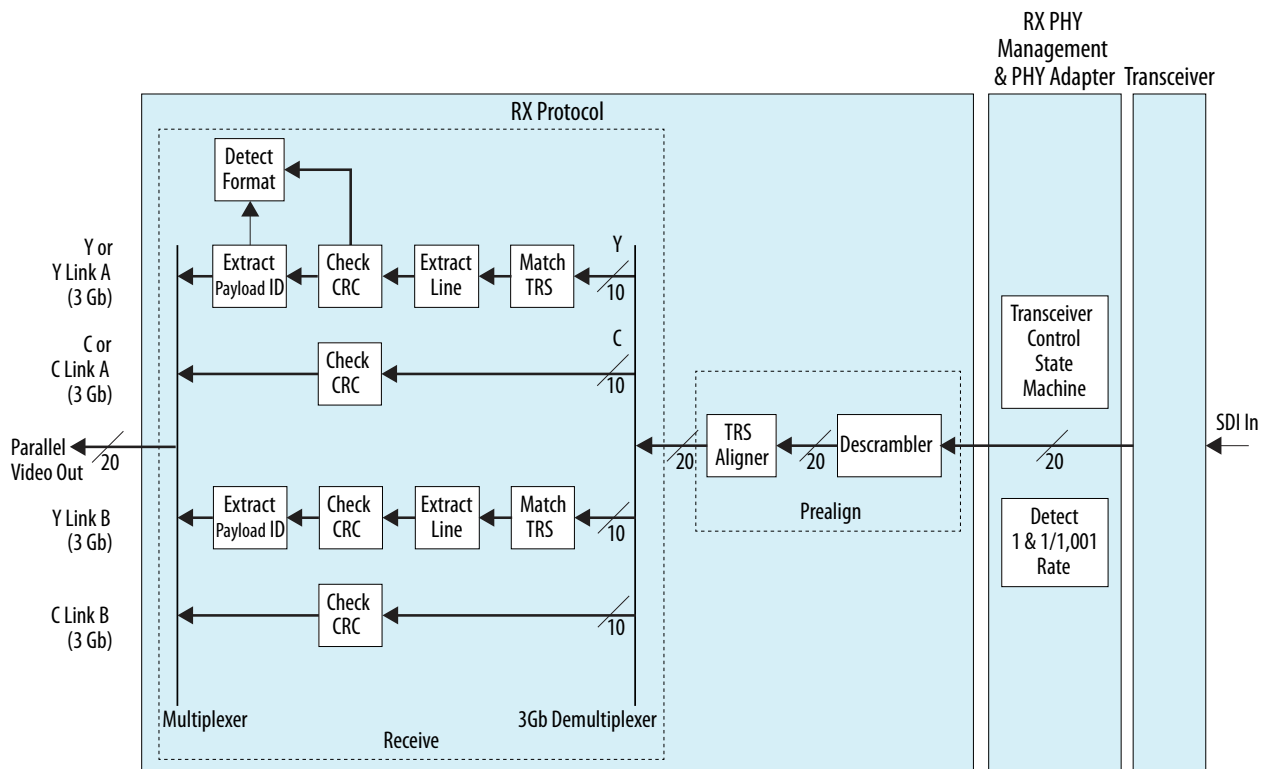 RX PHY
Management
& PHY Adapter
Transceiver
RX Protocol
Detect
Format
Y or
Y Link A
(3 Gb)
Extract
Payload ID
Check
CRC
Extract
Line
Match
TRS
Y
10
C or
C Link A
(3 Gb)
Check
CRC
C
10
Transceiver
Control
State
Machine
Parallel
Video Out
20
20
TRS
Aligner
20
Descrambler
20
SDI In
Prealign
Y Link B
(3 Gb)
Extract
Payload ID
Check
CRC
Extract
Line
Match
TRS
10
Detect
1 & 1/1,001
Rate
C Link B
(3 Gb)
Check
CRC
10
Multiplexer
3Gb Demultiplexer
Receive